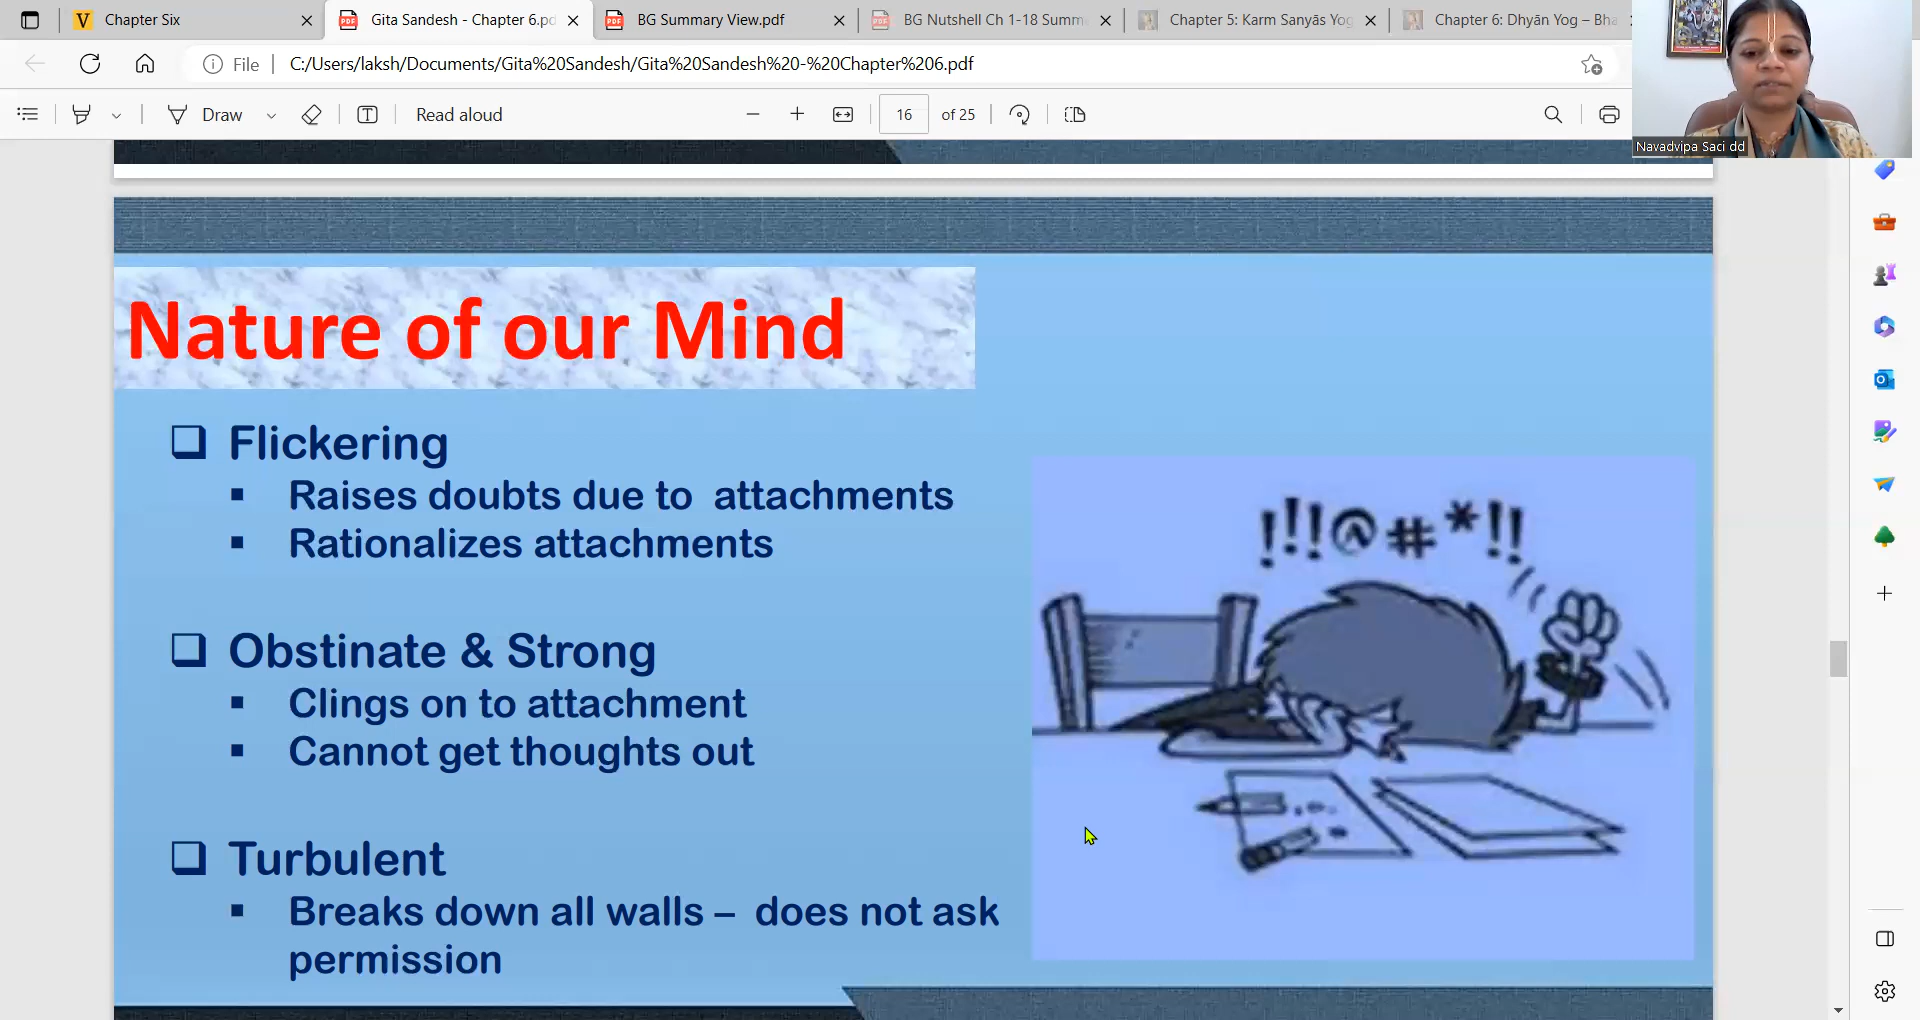 Chapter Six
Gita Sandesh - Chapter 6.pd
BG Summary View.pdf
BG Nutshell Ch 1-18 Summ
Chapter 5: Karm Sanyās Yog
Chapter 6: Dhyān Yog – Bha
File
C:/Users/laksh/Documents/Gita%20Sandesh/Gita%20Sandesh%20-%20Chapter%206.pdf
Draw
Read aloud
16 of 25
Navadvipa Saci dd
Nature of our Mind
Flickering
Raises doubts due to attachments
Rationalizes attachments
Obstinate & Strong
Clings on to attachment
Cannot get thoughts out
Turbulent
Breaks down all walls – does not ask
permission
!!!@#*!!